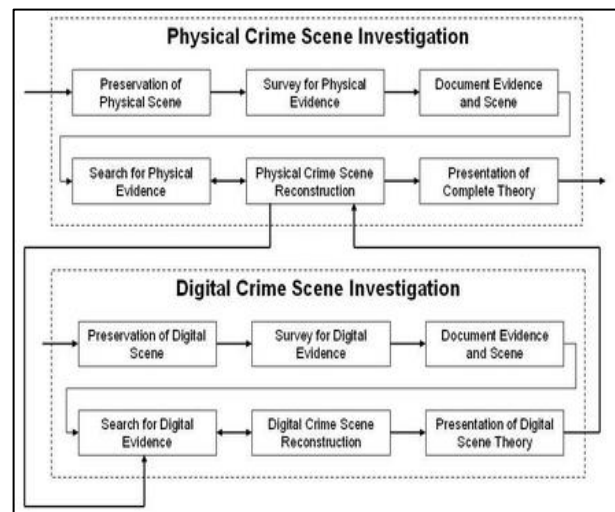 Physical Crime Scene Investigation
Preservation of
Physical Scene
Survey for Physical
Evidence
Document Evidence
and Scene
Search for Physical
Evidence
Physical Crime Scene
Reconstruction
Presentation of
Complete Theory
Digital Crime Scene Investigation
Preservation of Digital
Scene
Survey for Digital
Evidence
Document Evidence
and Scene
Search for Digital
Evidence
Digital Crime Scene
Reconstruction
Presentation of Digital
Scene Theory